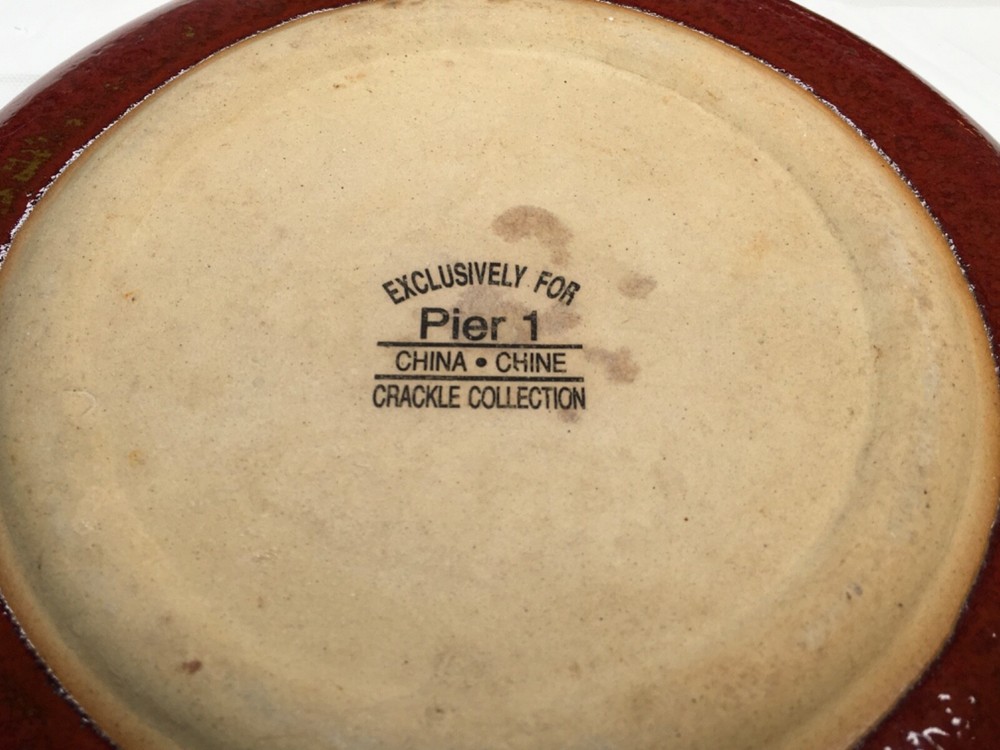 EXCLUSIVELY FOR
Pier 1
CHINA • CHINE
CRACKLE COLLECTION